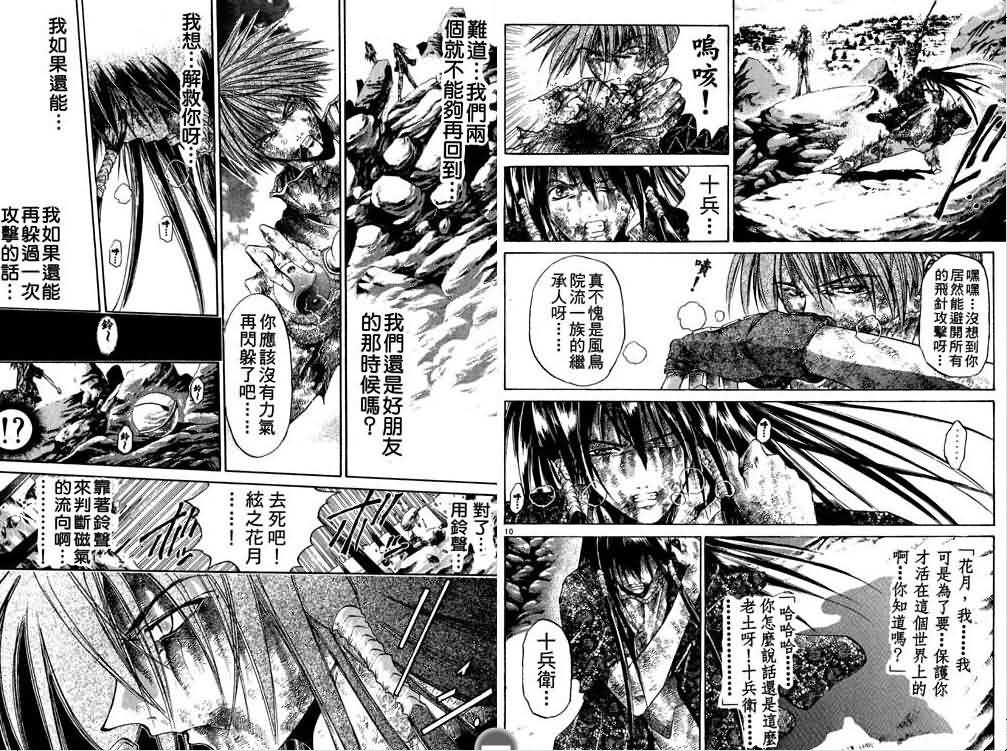 嗚咳！
十兵…
嘿嘿…沒想到你
居然能避開所有
的飛針攻擊呀…
嘖
真不愧是風鳥
院流一族的繼
承人呀……
10
「花月，我……我
可是為了要…保護你
才活在這個世界上的
啊…你知道嗎？」
「哈哈哈……
你怎麼說話還是這麼
老土呀！十兵衛…」
十兵衛…
難道…我們兩
個就不能夠再回到…
我們還是好朋友
的那時候嗎？
你應該沒有力氣
再閃躲了吧……
我想…解救你呀…
我如果還能…
我如果還能
再躲過一次
攻擊的話…
鈴～
鈴～
鈴～
!?
對了…
用鈴聲…
去死吧！
絃之花月
……！
靠著鈴聲
來判斷磁氣
的流向啊…！